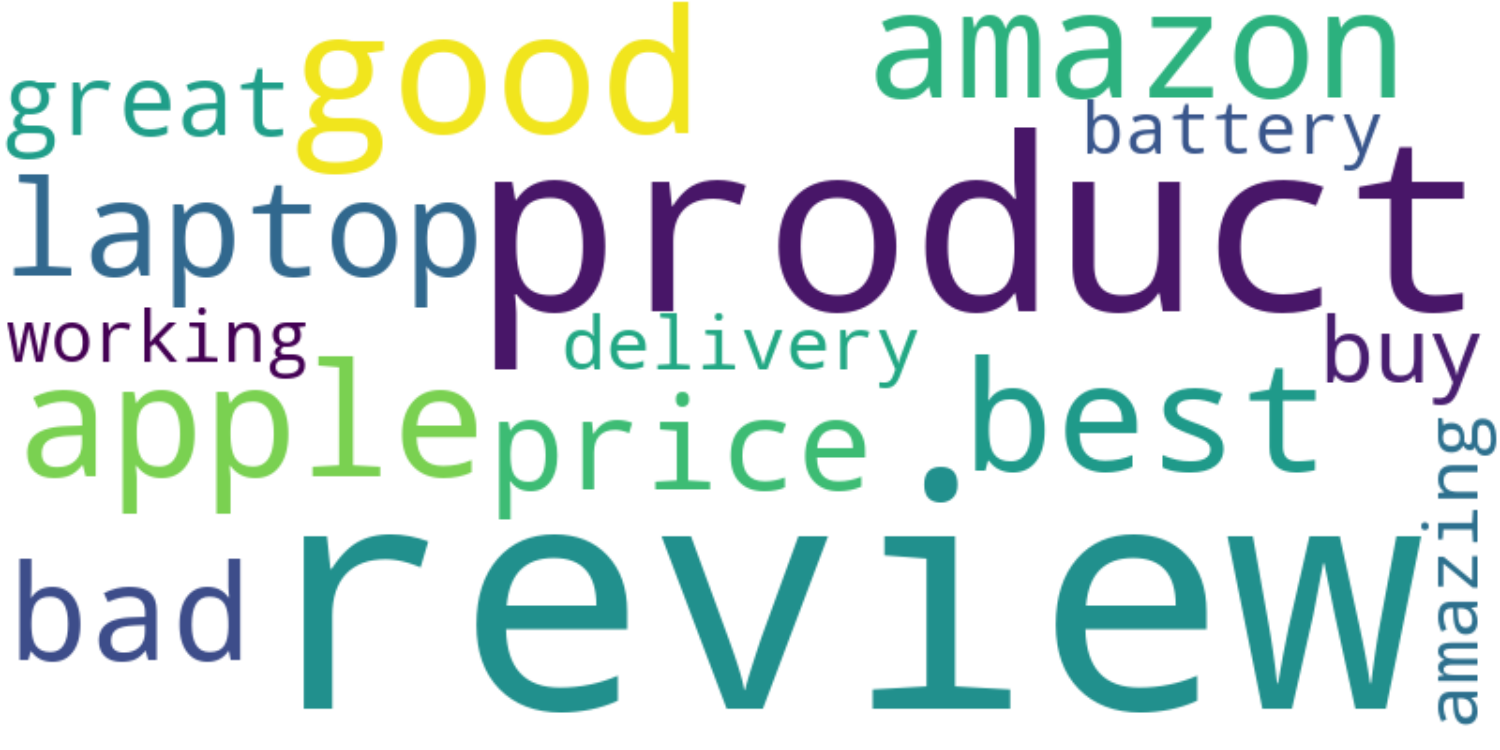 great
good
amazon
battery
laptop
product
working
delivery
buy
apple
price
best
amazing
bad
review